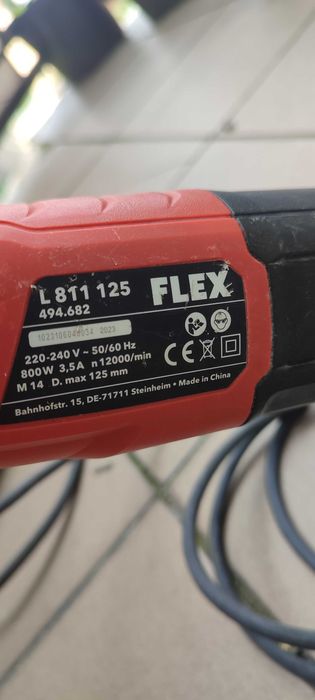 L 811 125 FLEX
494.682
2023
220-240 V ~ 50/60 Hz
800W 3,5A n 12000/min
M 14 D. max 125 mm
Bahnhofstr. 15, DE-71711 Steinheim • Made in China
CE